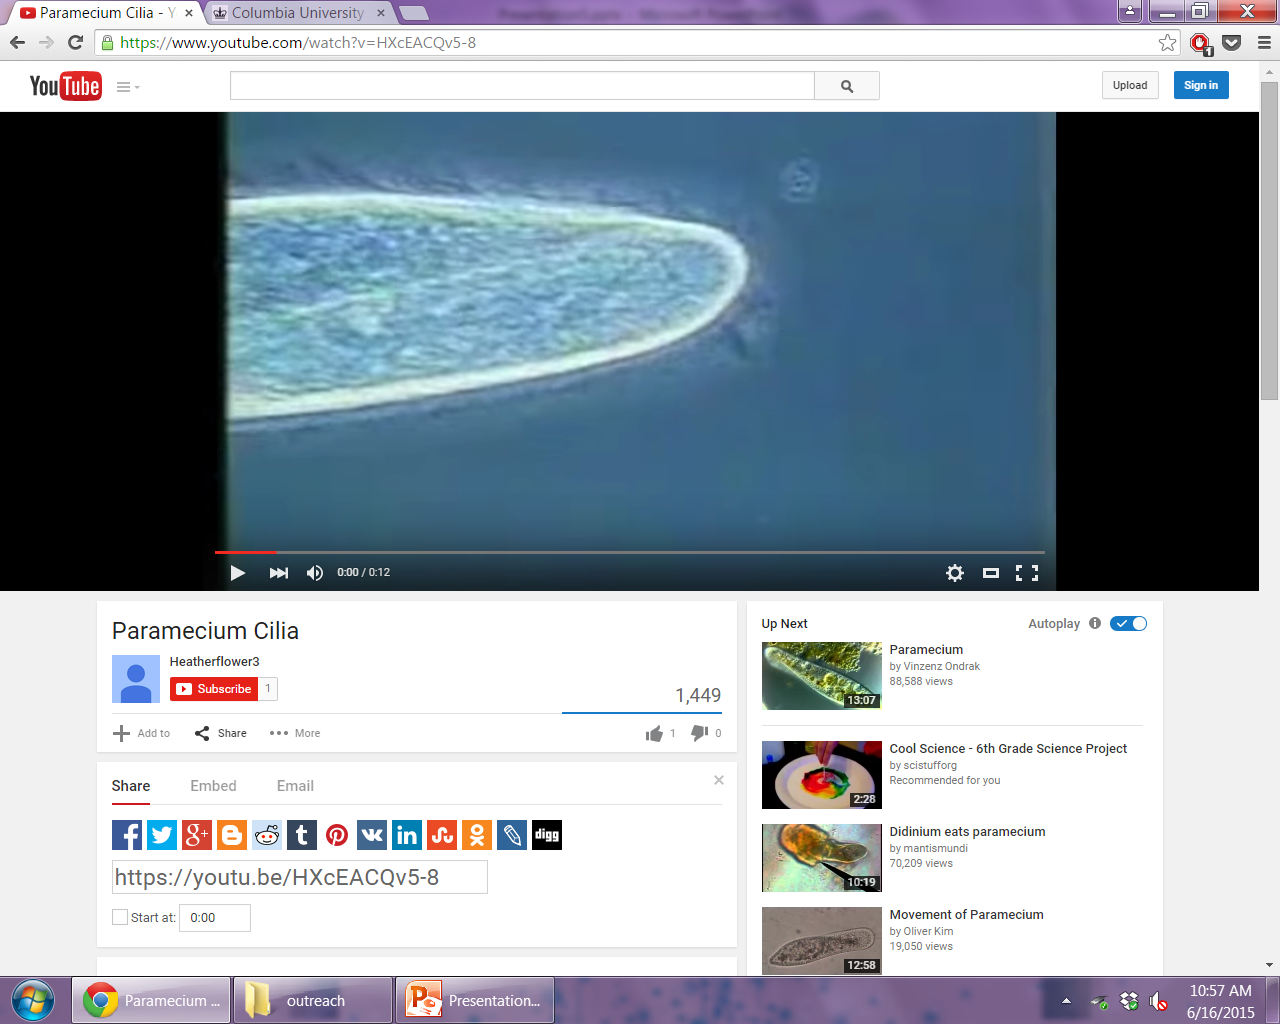 Paramecium Cilia - Y
Columbia University
https://www.youtube.com/watch?v=HXcEACQv5-8
1
YouTube
Upload
Sign in
0:00 / 0:12
Paramecium Cilia
Heatherflower3
Subscribe 1
1,449
Add to Share More 1 0
Share Embed Email
digg
https://youtu.be/HXcEACQv5-8
Start at: 0:00
Up Next Autoplay
13:07
Paramecium
by Vinzenz Ondrak
88,588 views
2:28
Cool Science - 6th Grade Science Project
by scistufforg
Recommended for you
10:19
Didinium eats paramecium
by mantismundi
70,209 views
12:58
Movement of Paramecium
by Oliver Kim
19,050 views
Paramecium ...
outreach
Presentation...
10:57 AM
6/16/2015